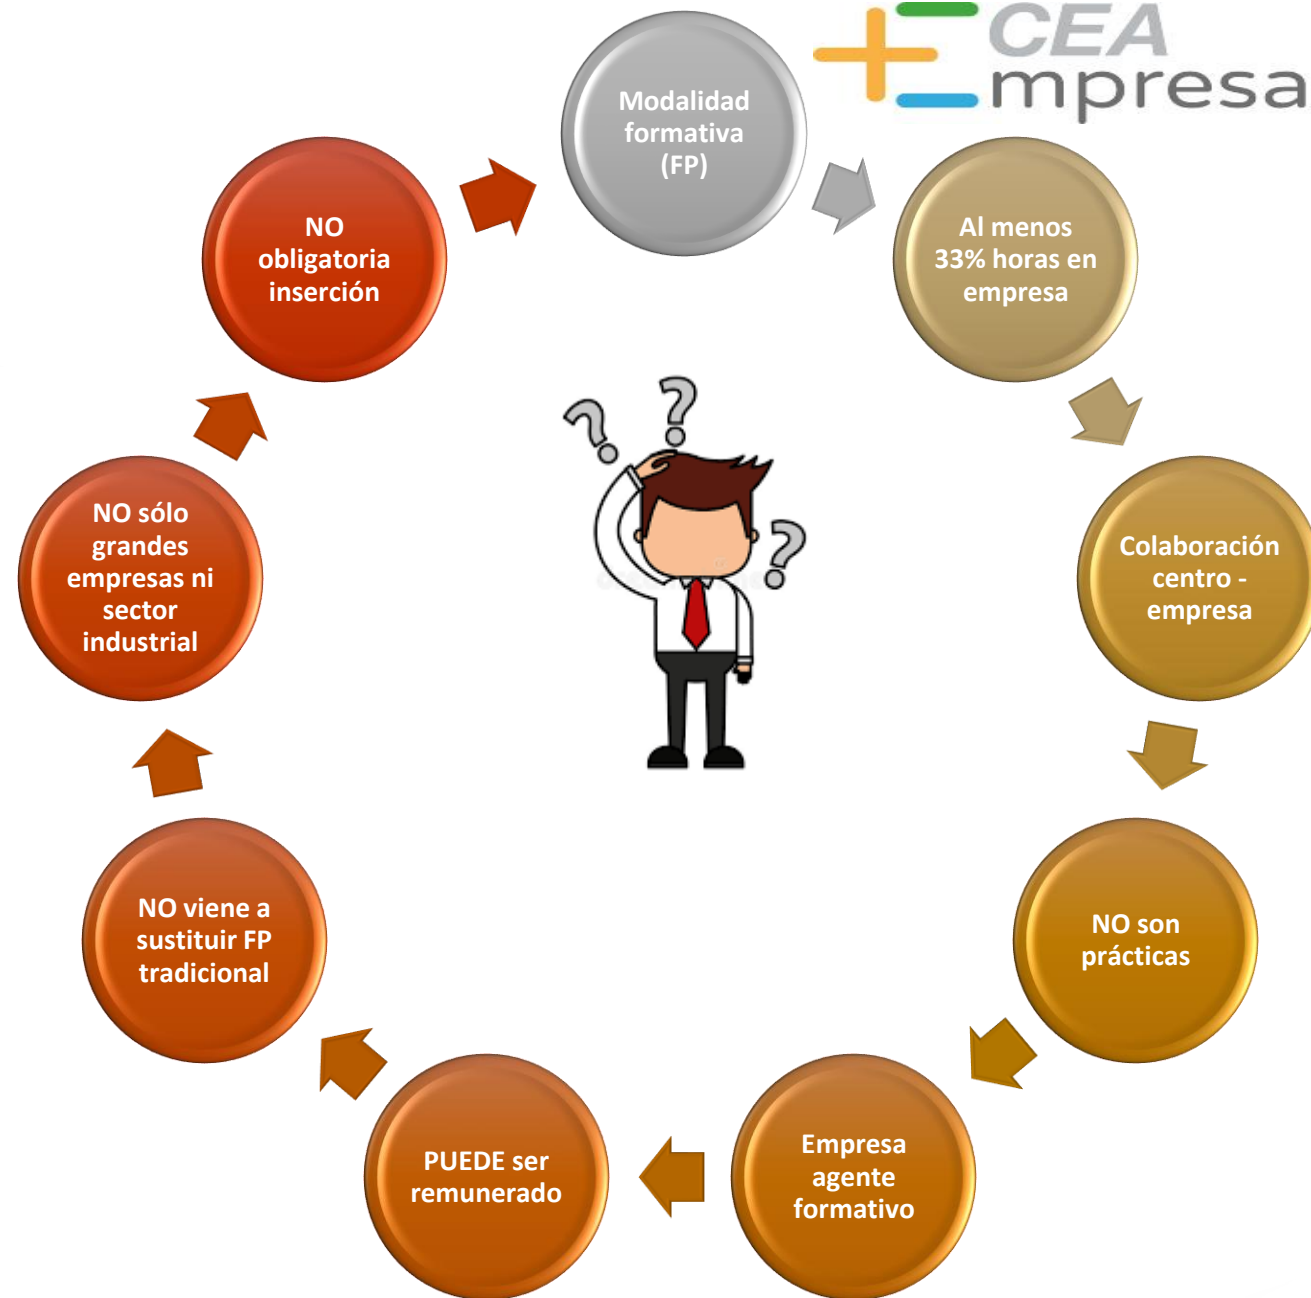 CEA
+Empresa
Modalidad
formativa
(FP)
Al menos
33% horas en
empresa
Colaboración
centro -
empresa
NO son
prácticas
Empresa
agente
formativo
PUEDE ser
remunerado
NO viene a
sustituir FP
tradicional
NO sólo
grandes
empresas ni
sector
industrial
NO
obligatoria
inserción
?
?
?